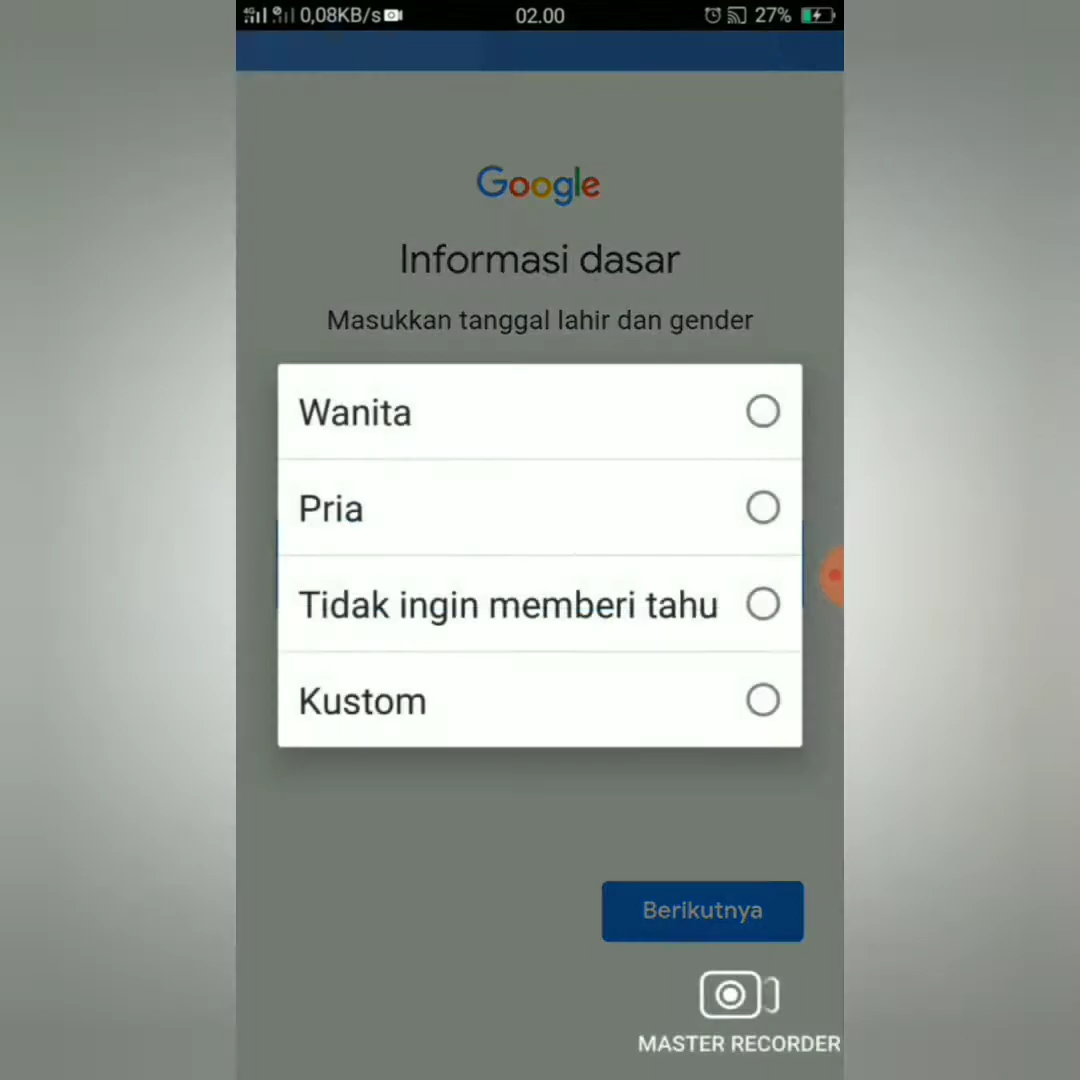 4G 0,08KB/s 02.00 27%
Google
Informasi dasar
Masukkan tanggal lahir dan gender
Wanita
Pria
Tidak ingin memberi tahu
Kustom
Berikutnya
MASTER RECORDER